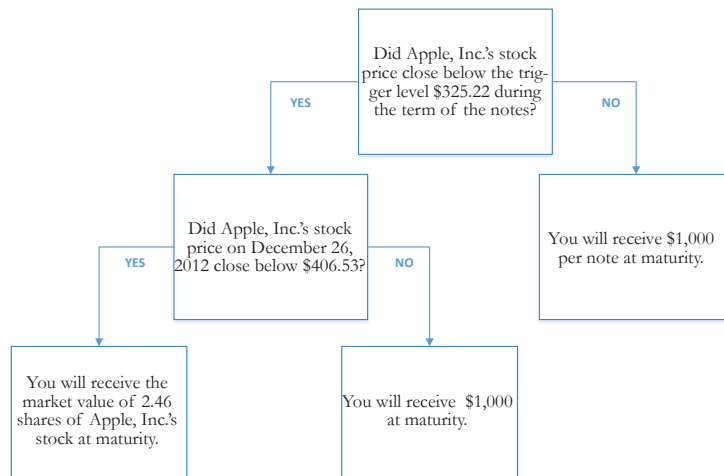 Did Apple, Inc.'s stock
price close below the trig-
ger level $325.22 during
the term of the notes?
YES
NO
Did Apple, Inc.'s stock
price on December 26,
2012 close below $406.53?
You will receive $1,000
per note at maturity.
YES
NO
You will receive the
market value of 2.46
shares of Apple, Inc.'s
stock at maturity.
You will receive $1,000
at maturity.